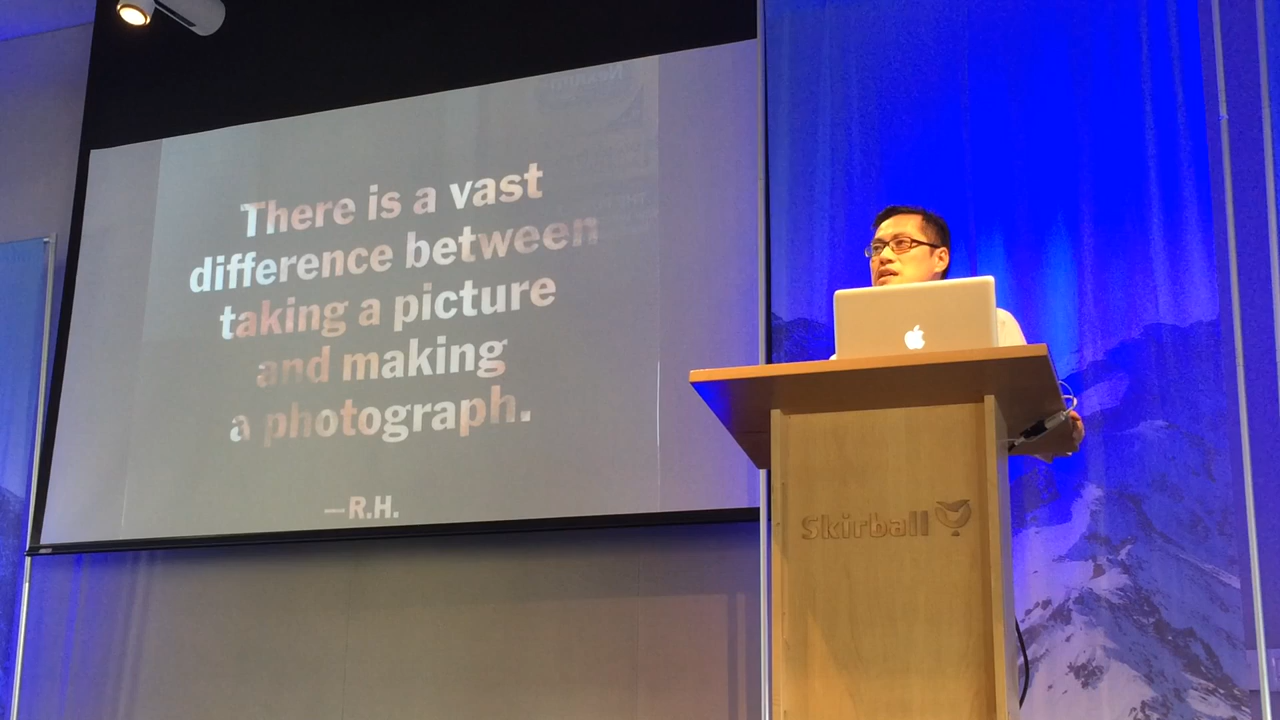 There is a vast
difference between
taking a picture
and making
a photograph.
—R.H.
Skirball